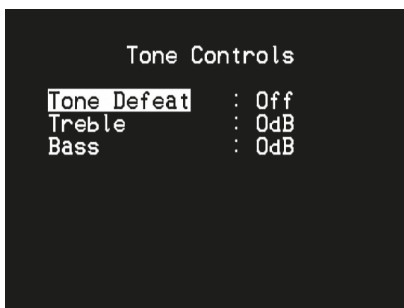 Tone Controls
Tone Defeat : Off
Treble : 0dB
Bass : 0dB